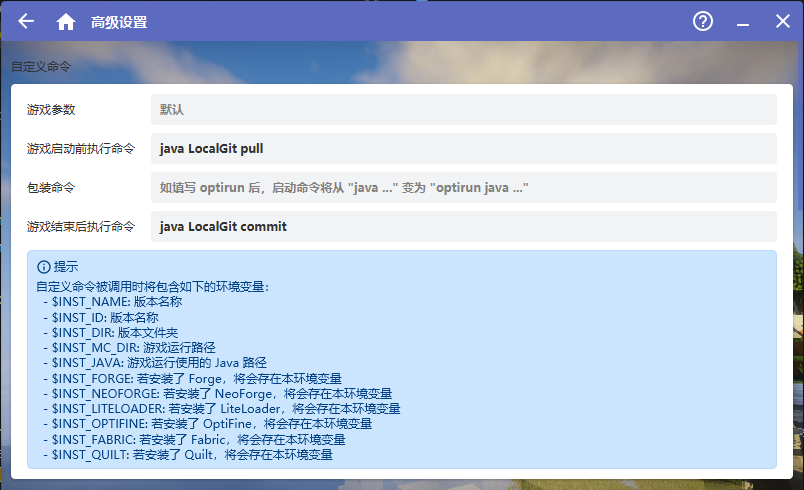 高级设置
自定义命令
游戏参数 默认
游戏启动前执行命令 java LocalGit pull
包装命令 如填写 optirun 后，启动命令将从 "java ..." 变为 "optirun java ..."
游戏结束后执行命令 java LocalGit commit
提示
自定义命令被调用时将包含如下的环境变量：
- $INST_NAME: 版本名称
- $INST_ID: 版本名称
- $INST_DIR: 版本文件夹
- $INST_MC_DIR: 游戏运行路径
- $INST_JAVA: 游戏运行使用的 Java 路径
- $INST_FORGE: 若安装了 Forge，将会存在本环境变量
- $INST_NEOFORGE: 若安装了 NeoForge，将会存在本环境变量
- $INST_LITELOADER: 若安装了 LiteLoader，将会存在本环境变量
- $INST_OPTIFINE: 若安装了 OptiFine，将会存在本环境变量
- $INST_FABRIC: 若安装了 Fabric，将会存在本环境变量
- $INST_QUILT: 若安装了 Quilt，将会存在本环境变量